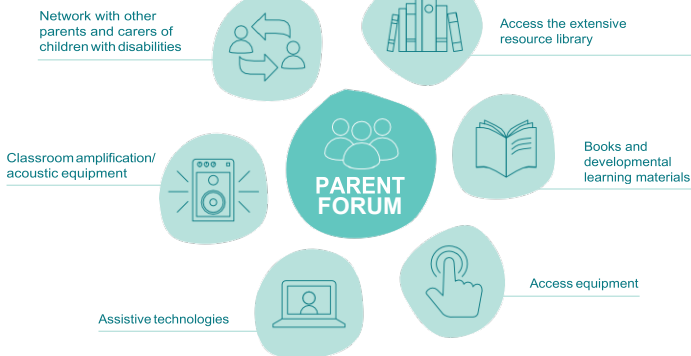 Network with other
parents and carers of
children with disabilities
Access the extensive
resource library
Classroom amplification/
acoustic equipment
PARENT
FORUM
Books and
developmental
learning materials
Access equipment
Assistive technologies